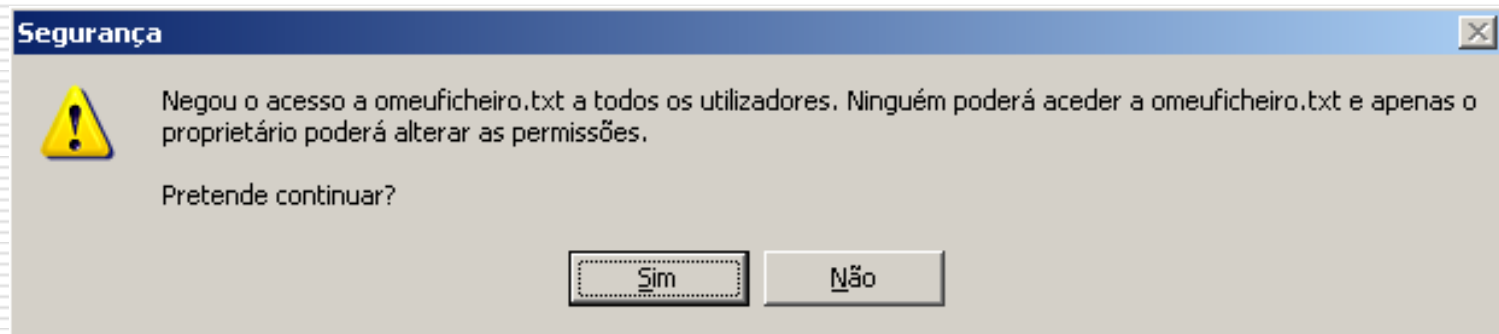 Segurança
Negou o acesso a omeuficheiro.txt a todos os utilizadores. Ninguém poderá aceder a omeuficheiro.txt e apenas o
proprietário poderá alterar as permissões.
Pretende continuar?
Sim
Não